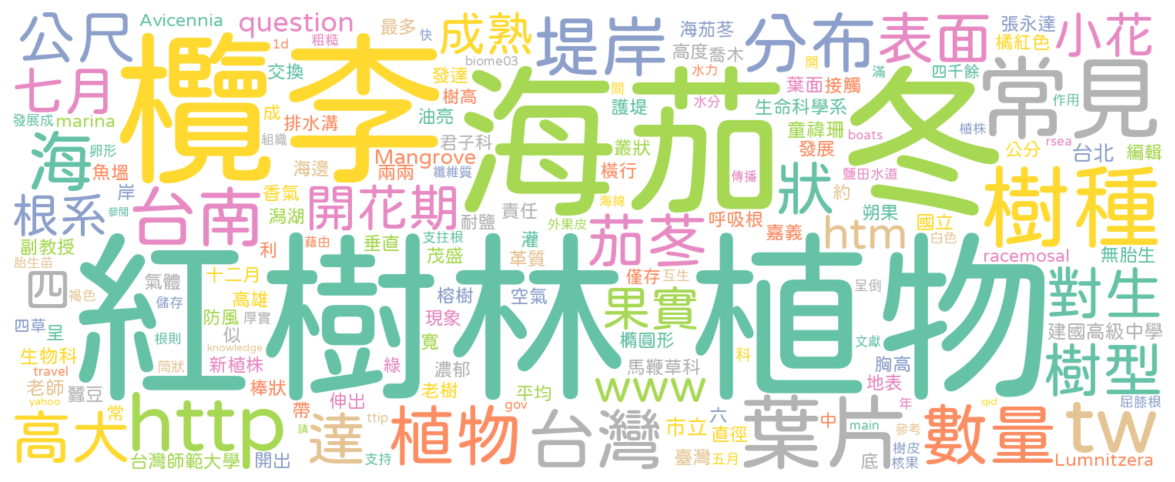 公尺 Avicennia question 最多 快 成熟 堤岸 海茄苳 分布 表面 張永達 小花
1d 粗糙 biome03 高度 喬木 橘紅色
七月 欖李 交換 發達 樹高 油亮 海茄冬 間 水力 護堤 水分 開 葉面 接觸 滿 四千餘 常見
發展成 marina 成 排水溝 生命科學系 作用
海 卵形 魚塭 組織 君子科 Mangrove 叢狀 童禕珊 發展 boats 植株 rsea 公分 台北 編輯
岸 海邊 兩兩 纖維質 橫行 傳播 鹽田水道
根系 參閱 台南 香氣 潟湖 開花期 耐鹽 責任 海綿 外果皮 茄苳 狀 約 呼吸根 朔果 國立 樹種
副教授 利 藉由 垂直 支拄根 灌 茂盛 革質 嘉義 htm 白色 racemosal 無胎生
胎生苗 四 褐色 氣體 十二月 儲存 榕樹 空氣 僅存 互生 呈倒 對生
紅樹林植物
四草 呈 根則 防風 高雄 厚實 似 現象 寬 果實 橢圓形 馬鞭草科 文獻 胸高 建國高級中學
生物科 travel 筒狀 knowledge 新植株 綠 濃郁 科 地表 樹型
老師 yahoo 蠶豆 棒狀 伸出 老樹 平均 www 年 qid 屈膝根
高大 常 http 請 帶 ttip gov 植物 台灣 市立 六 直徑 中 main 葉片 參考 數量 tw
台灣師範大學 開出 達 支持 臺灣 五月 底 樹皮 核果 Lumnitzera